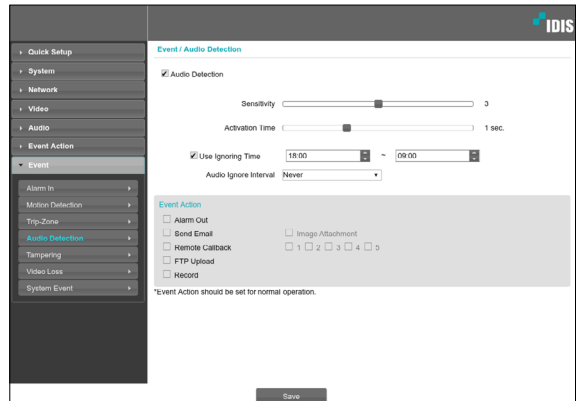 IDIS
Quick Setup
System
Network
Video
Audio
Event Action
Event
Alarm In
Motion Detection
Trip-Zone
Audio Detection
Tampering
Video Loss
System Event
Event / Audio Detection
Audio Detection
Sensitivity 3
Activation Time 1 sec.
Use Ignoring Time 18:00 ~ 09:00
Audio Ignore Interval Never
Event Action
Alarm Out
Send Email Image Attachment
Remote Callback 1 2 3 4 5
FTP Upload
Record
*Event Action should be set for normal operation.
Save